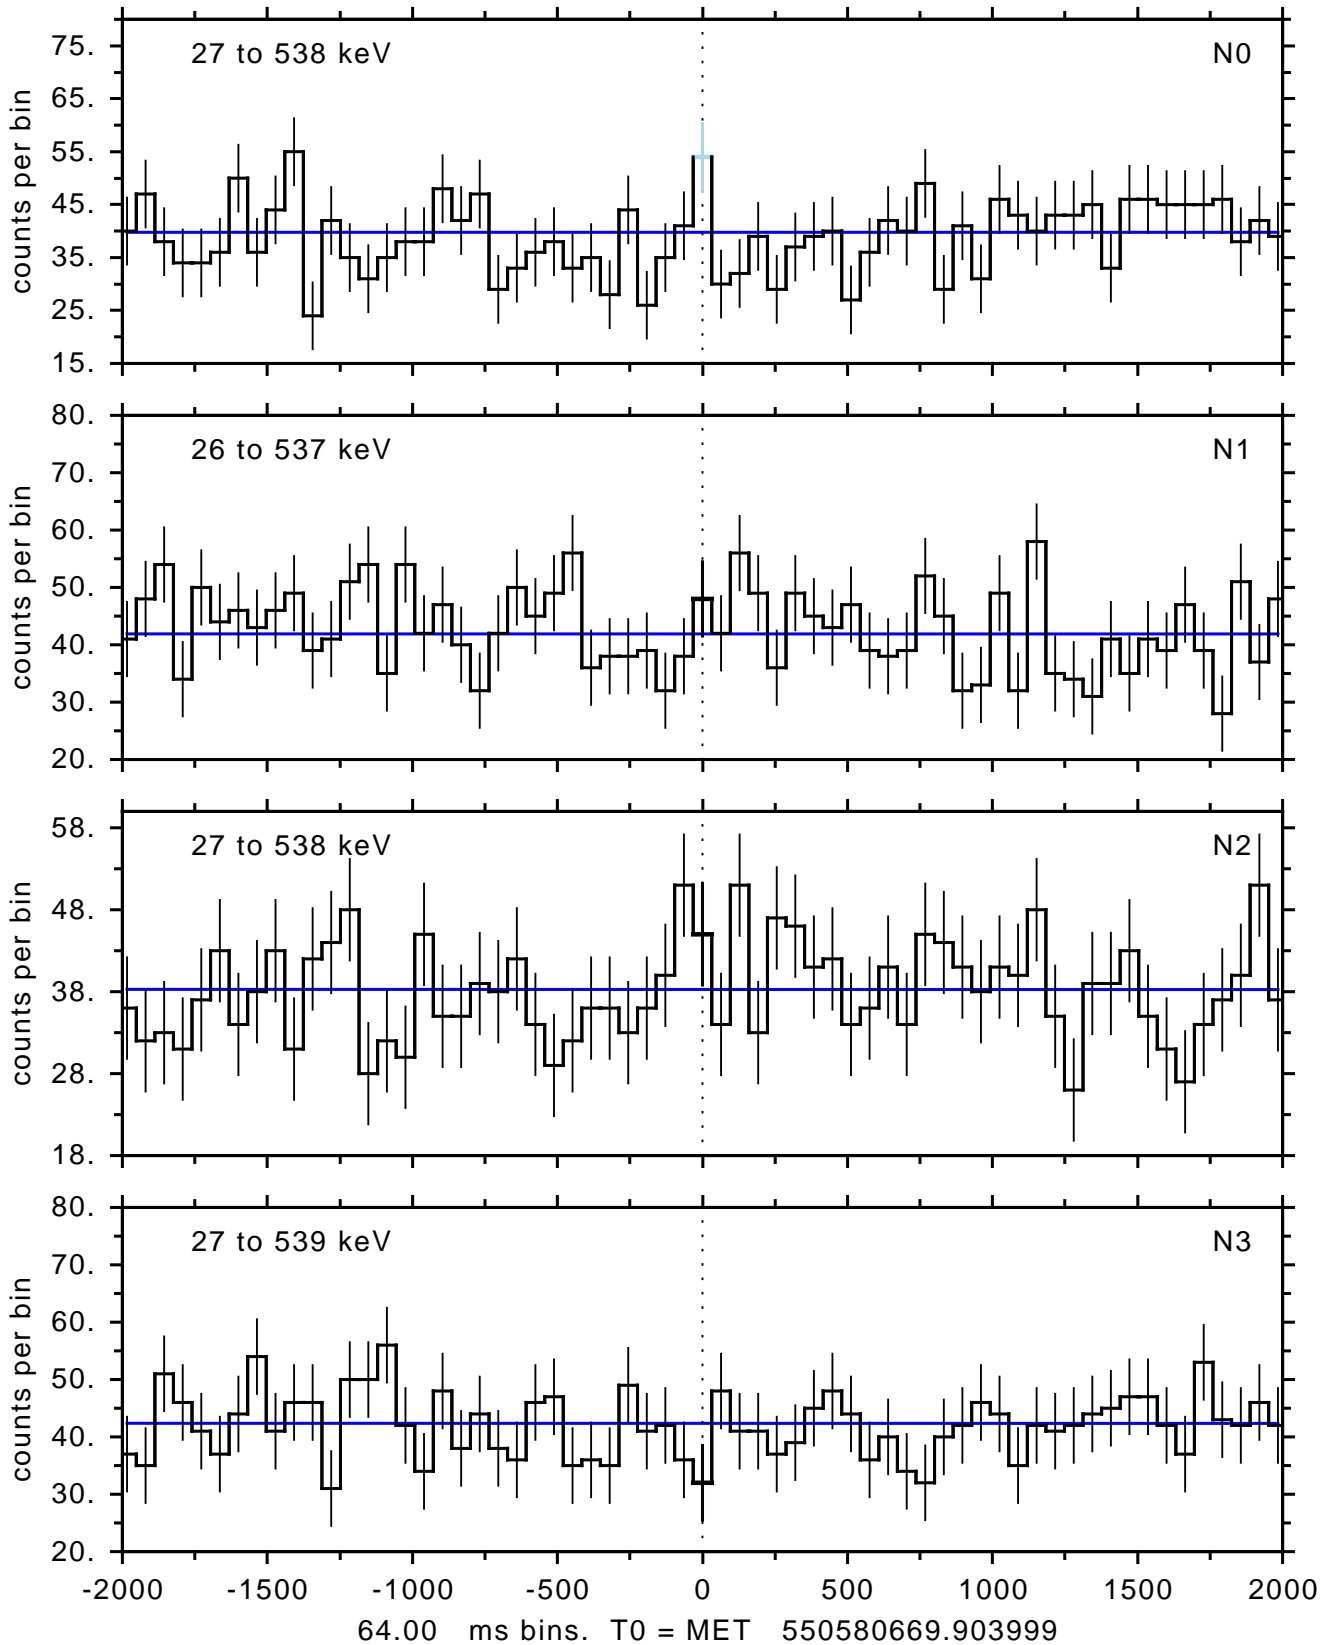 27 to 538 keV N0
75.
65.
55.
45.
35.
25.
15.
counts per bin
26 to 537 keV N1
80.
70.
60.
50.
40.
30.
20.
counts per bin
27 to 538 keV N2
58.
48.
38.
28.
18.
counts per bin
27 to 539 keV N3
80.
70.
60.
50.
40.
30.
20.
counts per bin
-2000 -1500 -1000 -500 0 500 1000 1500 2000
64.00 ms bins. T0 = MET 550580669.903999